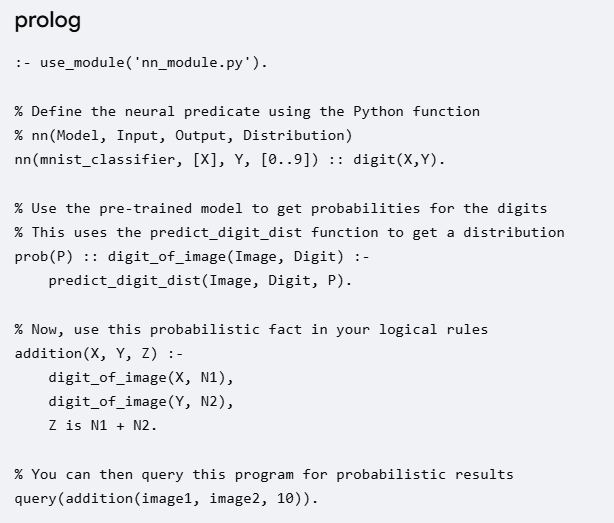 prolog
:- use_module('nn_module.py').
% Define the neural predicate using the Python function
% nn(Model, Input, Output, Distribution)
nn(mnist_classifier, [X], Y, [0..9]) :: digit(X,Y).
% Use the pre-trained model to get probabilities for the digits
% This uses the predict_digit_dist function to get a distribution
prob(P) :: digit_of_image(Image, Digit) :-
    predict_digit_dist(Image, Digit, P).
% Now, use this probabilistic fact in your logical rules
addition(X, Y, Z) :-
    digit_of_image(X, N1),
    digit_of_image(Y, N2),
    Z is N1 + N2.
% You can then query this program for probabilistic results
query(addition(image1, image2, 10)).